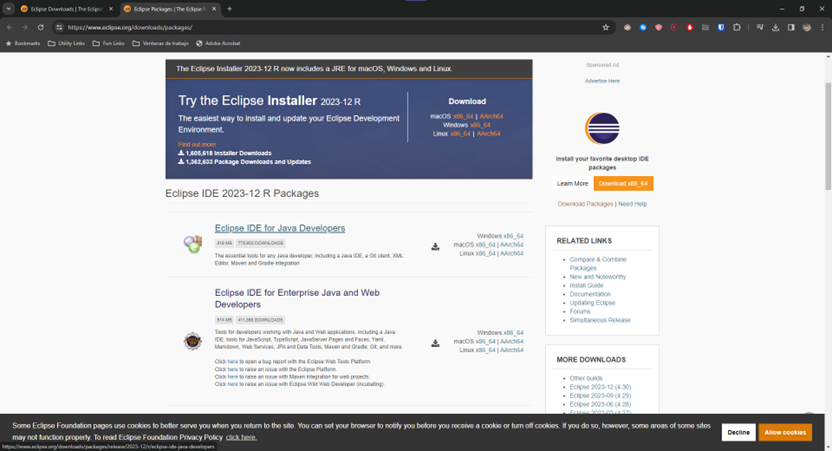 Eclipse Downloads | The Eclipse
Eclipse Packages | The Eclipse I
https://www.eclipse.org/downloads/packages/
Bookmarks
Utility Links
Fun Links
Ventanas de trabajo
Adobe Acrobat
The Eclipse Installer 2023-12 R now includes a JRE for macOS, Windows and Linux.
Try the Eclipse Installer 2023-12 R
The easiest way to install and update your Eclipse Development
Environment.
Find out more
1,605,618 Installer Downloads
1,362,633 Package Downloads and Updates
Download
macOS x86_64 | AArch64
Windows x86_64
Linux x86_64 | AArch64
Eclipse IDE 2023-12 R Packages
Eclipse IDE for Java Developers
DOWNLOADS
The essential tools for any Java developer, including a Java IDE, a Git client, XML
Editor, Maven and Gradle integration
Windows x86_64
macOS x86_64 | AArch64
Linux x86_64 | AArch64
Eclipse IDE for Enterprise Java and Web
Developers
DOWNLOADS
Tools for developers working with Java and Web applications, including a Java
IDE, tools for JavaScript, TypeScript, JavaServer Pages and Faces, Yaml,
Markdown, Web Services, JPA and Data Tools, Maven and Gradle, Git, and more.
Click here to open a bug report with the Eclipse Web Tools Platform.
Click here to raise an issue with the Eclipse Platform.
Click here to raise an issue with Maven integration for web projects.
Click here to raise an issue with Eclipse Wild Web Developer (incubating).
Windows x86_64
macOS x86_64 | AArch64
Linux x86_64 | AArch64
Sponsored Ad
Advertise Here
Install your favorite desktop IDE
packages
Learn More
Download x86_64
Download Packages | Need Help
RELATED LINKS
Compare & Combine
Packages
New and Noteworthy
Install Guide
Documentation
Updating Eclipse
Forums
Simultaneous Release
MORE DOWNLOADS
Other builds
Eclipse 2023-12 (4.30)
Eclipse 2023-09 (4.29)
Eclipse 2023-06 (4.28)
Eclipse 2023-03 (4.27)
Some Eclipse Foundation pages use cookies to better serve you when you return to the site. You can set your browser to notify you before you receive a cookie or turn off cookies. If you do so, however, some areas of some sites
may not function properly. To read Eclipse Foundation Privacy Policy click here.
Decline
Allow cookies
https://www.eclipse.org/downloads/packages/release/2023-12/r/eclipse-ide-java-developers